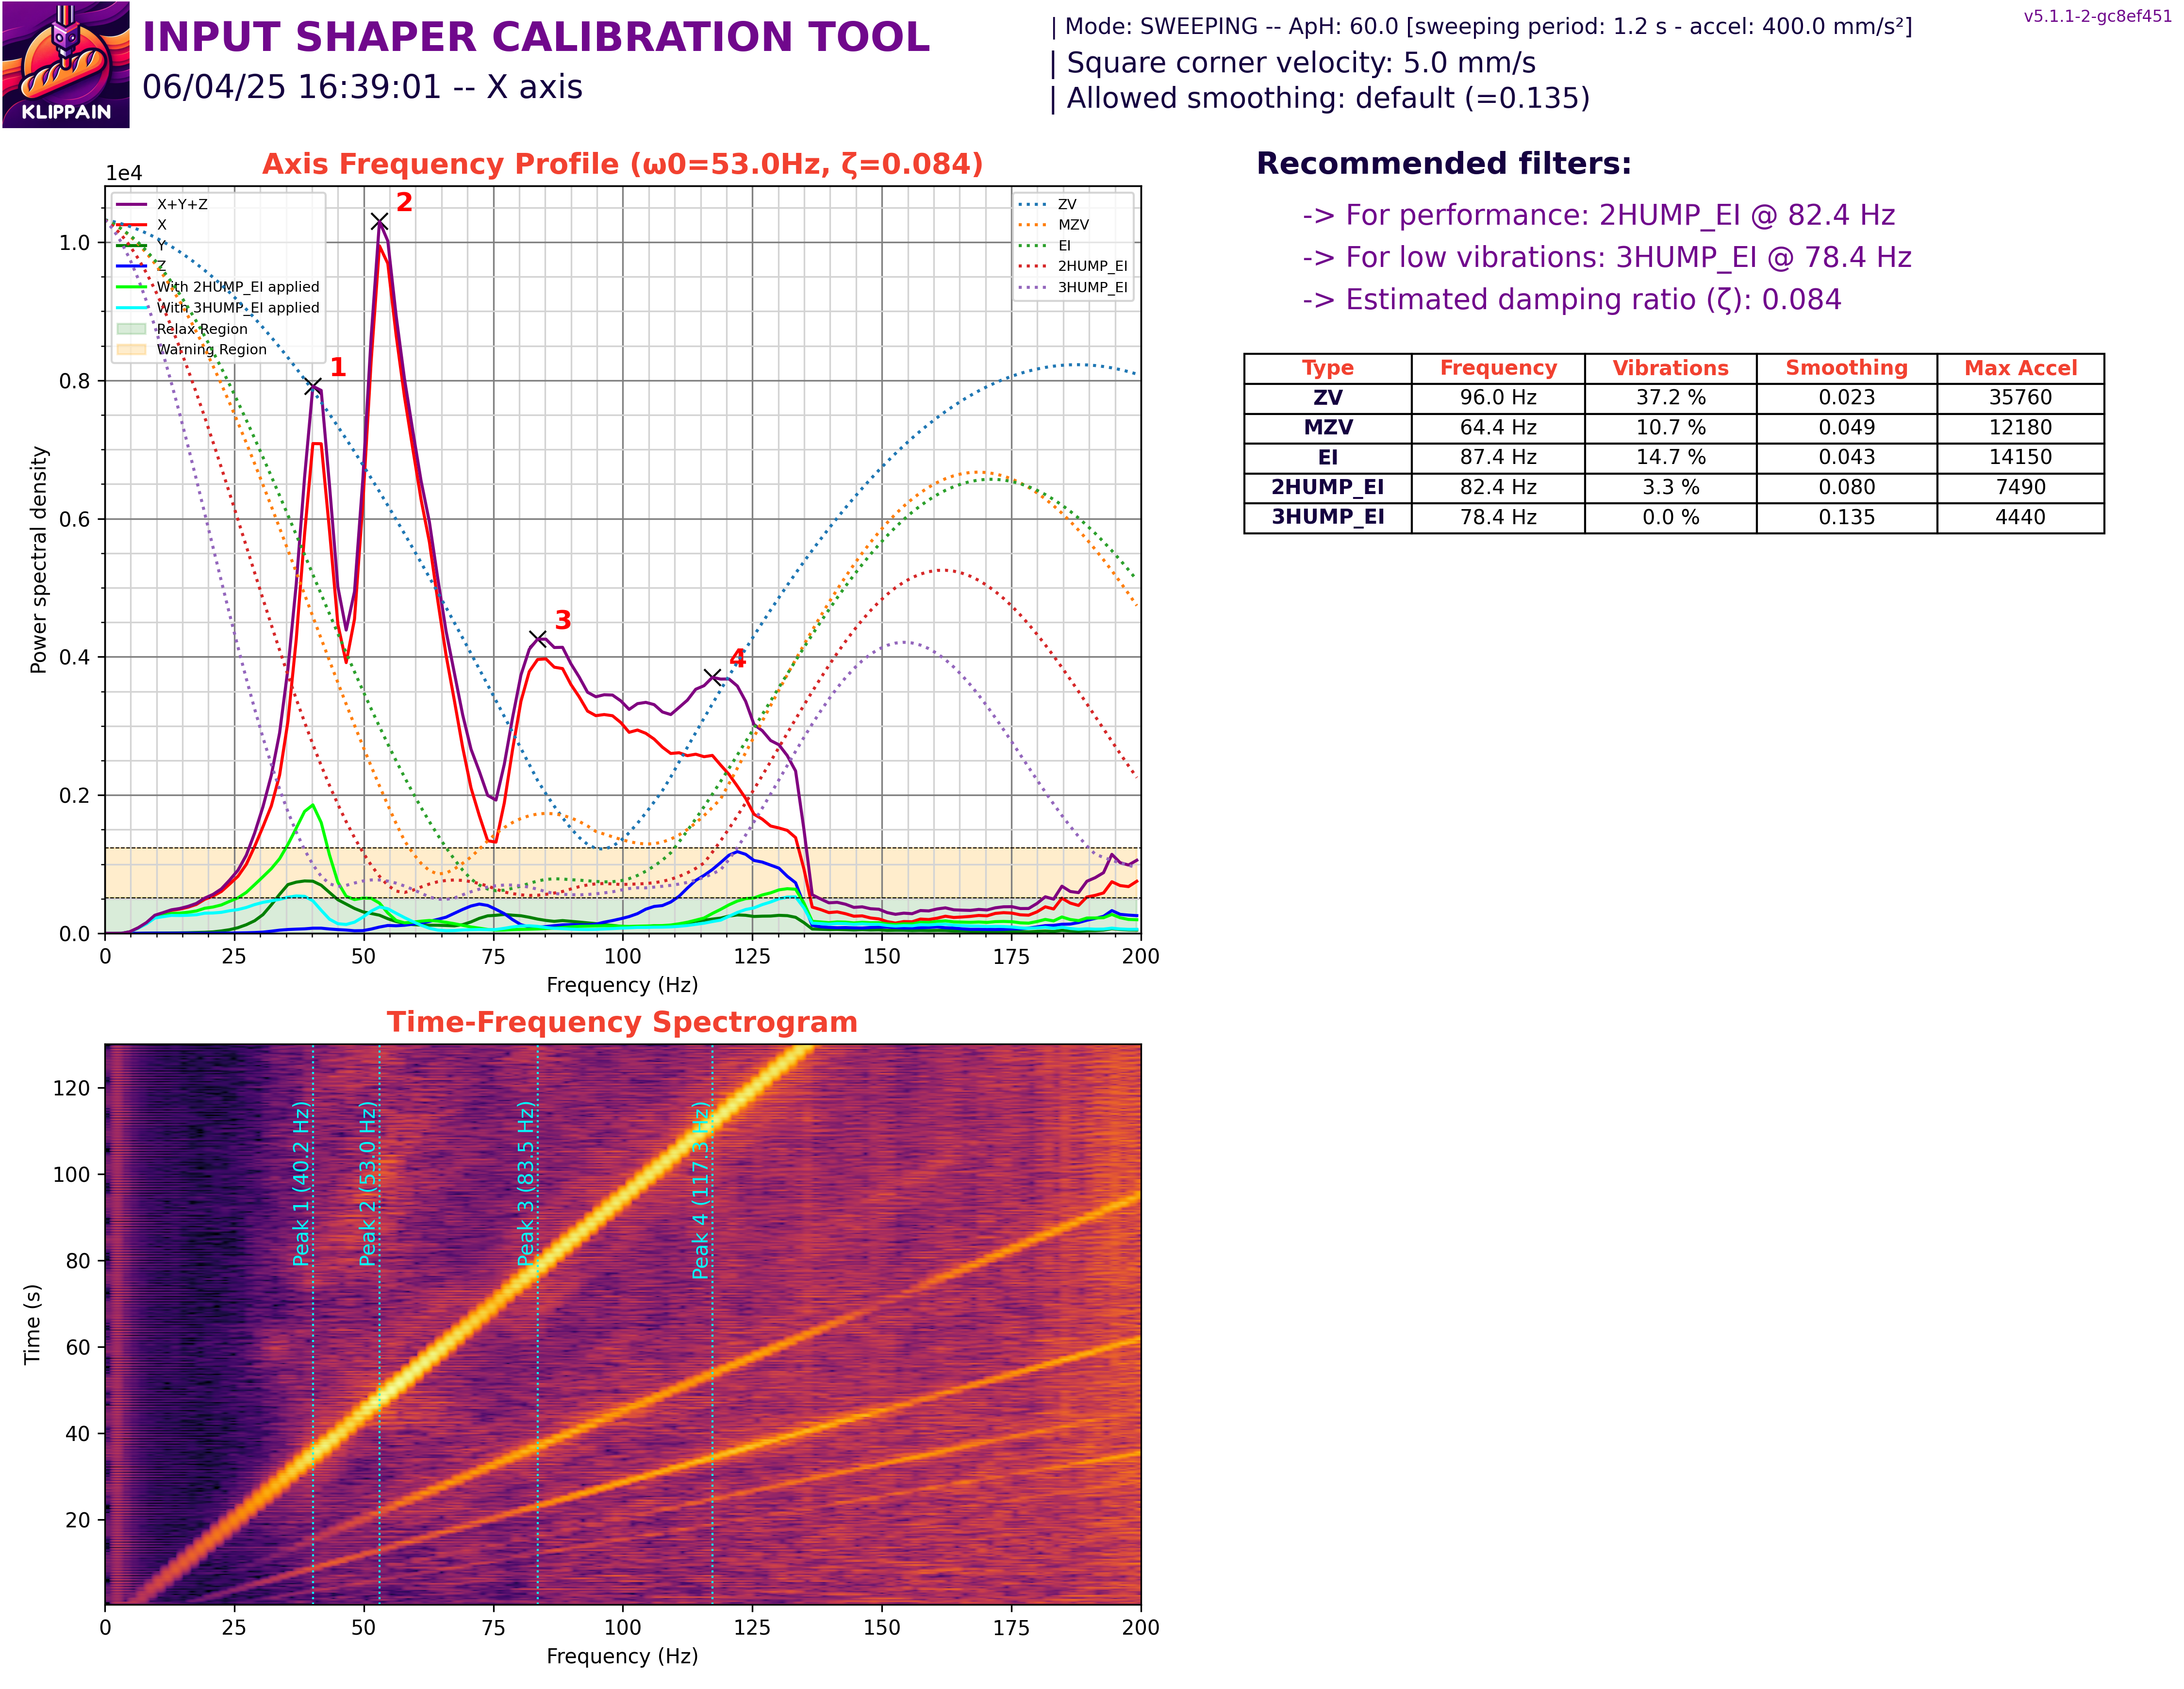 KLIPPAIN
INPUT SHAPER CALIBRATION TOOL
06/04/25 16:39:01 -- X axis
| Mode: SWEEPING -- ApH: 60.0 [sweeping period: 1.2 s - accel: 400.0 mm/s²]
| Square corner velocity: 5.0 mm/s
| Allowed smoothing: default (=0.135)
v5.1.1-2-gc8ef451
Axis Frequency Profile (ω0=53.0Hz, ζ=0.084)
1e4
X+Y+Z
X
Y
Z
With 2HUMP_EI applied
With 3HUMP_EI applied
Relax Region
Warning Region
ZV
MZV
EI
2HUMP_EI
3HUMP_EI
1
2
3
4
1.0
0.8
0.6
0.4
0.2
0.0
Power spectral density
0 25 50 75 100 125 150 175 200
Frequency (Hz)
Recommended filters:
-> For performance: 2HUMP_EI @ 82.4 Hz
-> For low vibrations: 3HUMP_EI @ 78.4 Hz
-> Estimated damping ratio (ζ): 0.084
Type Frequency Vibrations Smoothing Max Accel
ZV 96.0 Hz 37.2 % 0.023 35760
MZV 64.4 Hz 10.7 % 0.049 12180
EI 87.4 Hz 14.7 % 0.043 14150
2HUMP_EI 82.4 Hz 3.3 % 0.080 7490
3HUMP_EI 78.4 Hz 0.0 % 0.135 4440
Time-Frequency Spectrogram
Peak 1 (40.2 Hz)
Peak 2 (53.0 Hz)
Peak 3 (83.5 Hz)
Peak 4 (117.3 Hz)
120
100
80
60
40
20
Time (s)
0 25 50 75 100 125 150 175 200
Frequency (Hz)